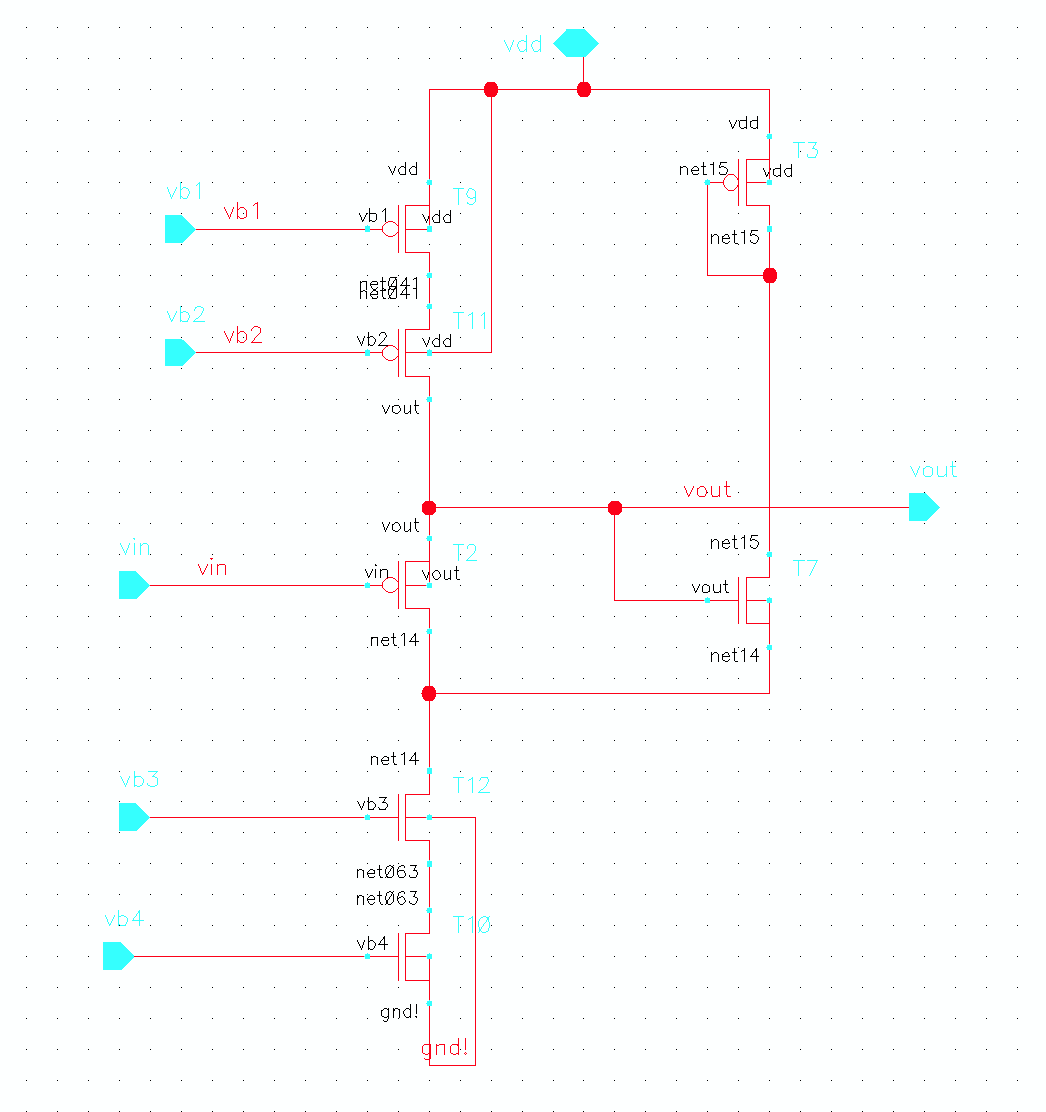 vdd
vdd
T3
net15
vdd
vdd
vb1
vb1
T9
vb1
vdd
net15
net041
net041
vb2
vb2
T11
vb2
vdd
vout
vout
vout
vout
net15
vin
vin
T2
vin
vout
T7
vout
net14
net14
net14
vb3
T12
vb3
net063
net063
vb4
T10
vb4
gnd!
gnd!